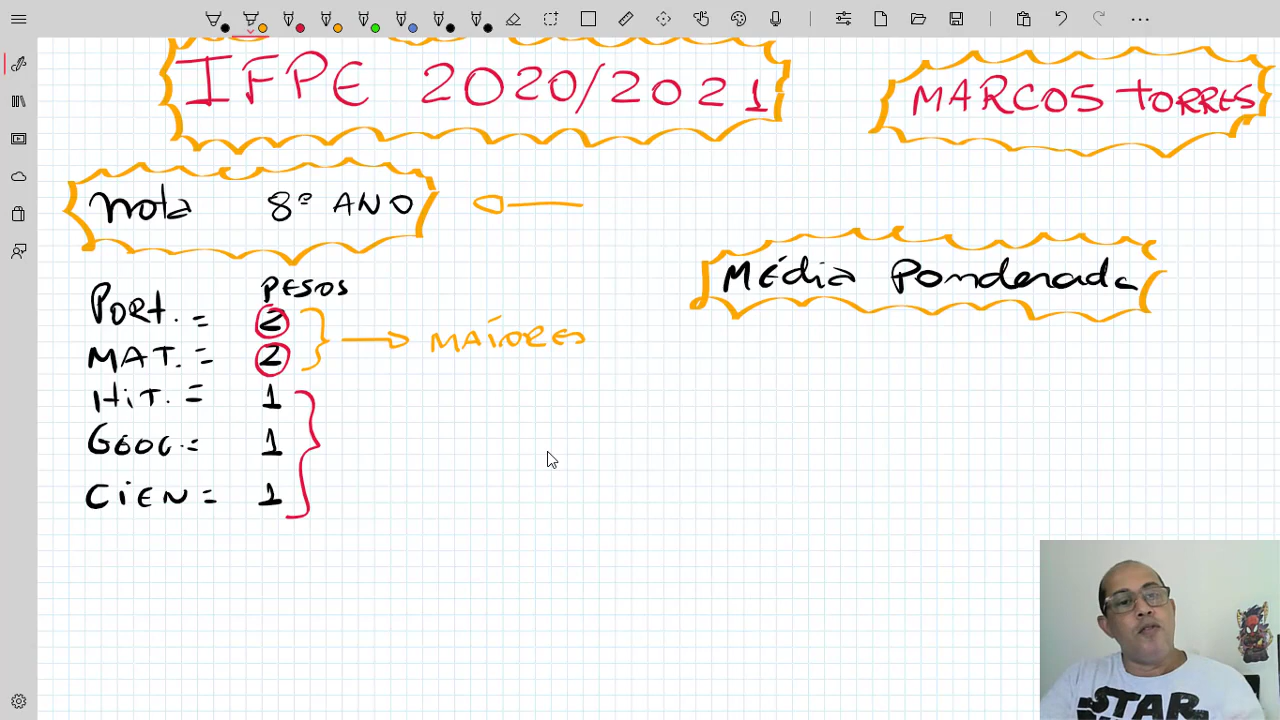 IFPE 2020/2021
MARCOS TORRES
Nota 8º ANO
Média Ponderada
PESOS
PORT. = 2
MAT. = 2
MAIORES
HIT. = 1
GEOG. = 1
CIEN = 1
STAR